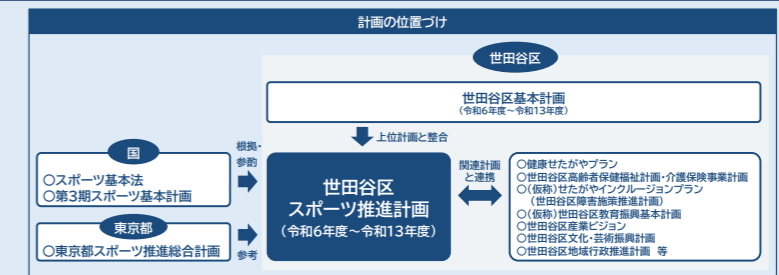 計画の位置づけ
世田谷区
世田谷区基本計画
(令和6年度~令和13年度)
上位計画と整合
国
○スポーツ基本法
○第3期スポーツ基本計画
根拠・
参酌
東京都
○東京都スポーツ推進総合計画
参考
世田谷区
スポーツ推進計画
(令和6年度~令和13年度)
関連計画
と連携
○健康せたがやプラン
○世田谷区高齢者保健福祉計画・介護保険事業計画
○(仮称)せたがやインクルージョンプラン
(世田谷区障害施策推進計画)
○(仮称)世田谷区教育振興基本計画
○世田谷区産業ビジョン
○世田谷区文化・芸術振興計画
○世田谷区地域行政推進計画 等